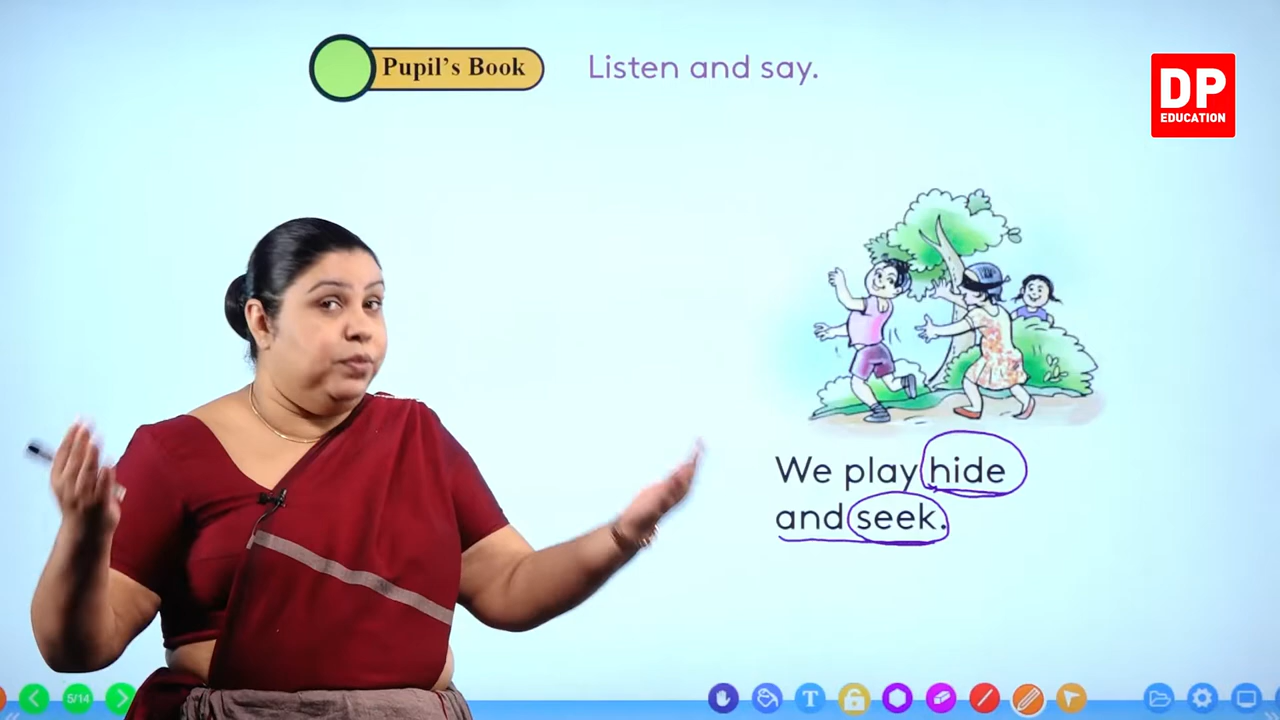 Pupil's Book
Listen and say.
DP
EDUCATION
We play hide
and seek.
5/14
T